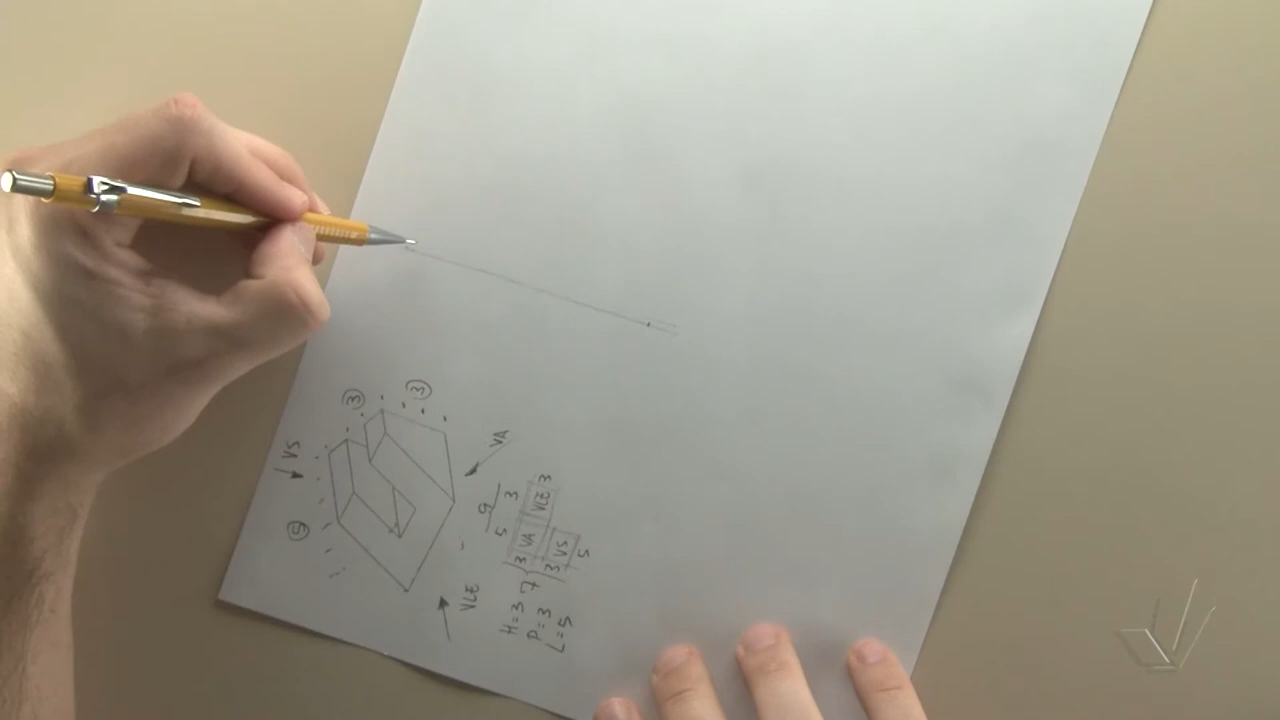 ⑤ VS
③
③
VLE
VA
9
5 3
H=3
P=3
L=5
7
3 VA VLE 3
3 VS
5